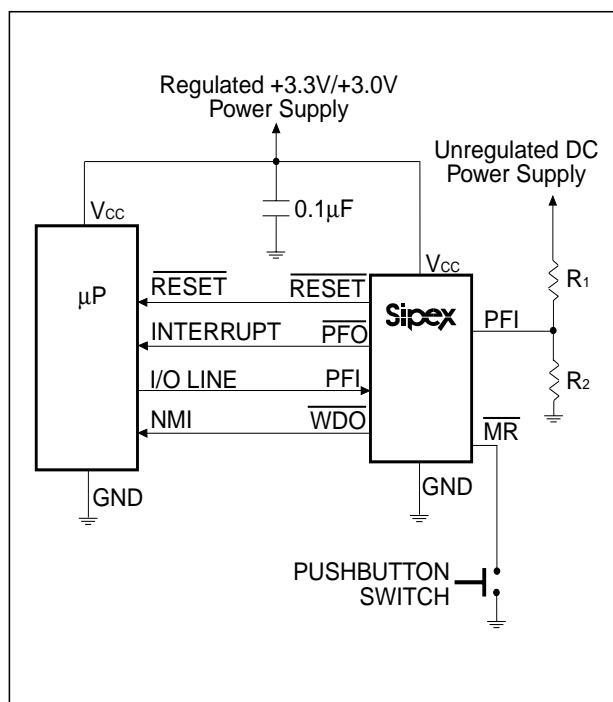 Regulated +3.3V/+3.0V
Power Supply
Unregulated DC
Power Supply
VCC
0.1µF
VCC
µP
RESET
RESET
Sipex
R1
INTERRUPT
PFO
PFI
I/O LINE
PFI
R2
NMI
WDO
MR
GND
GND
PUSHBUTTON
SWITCH